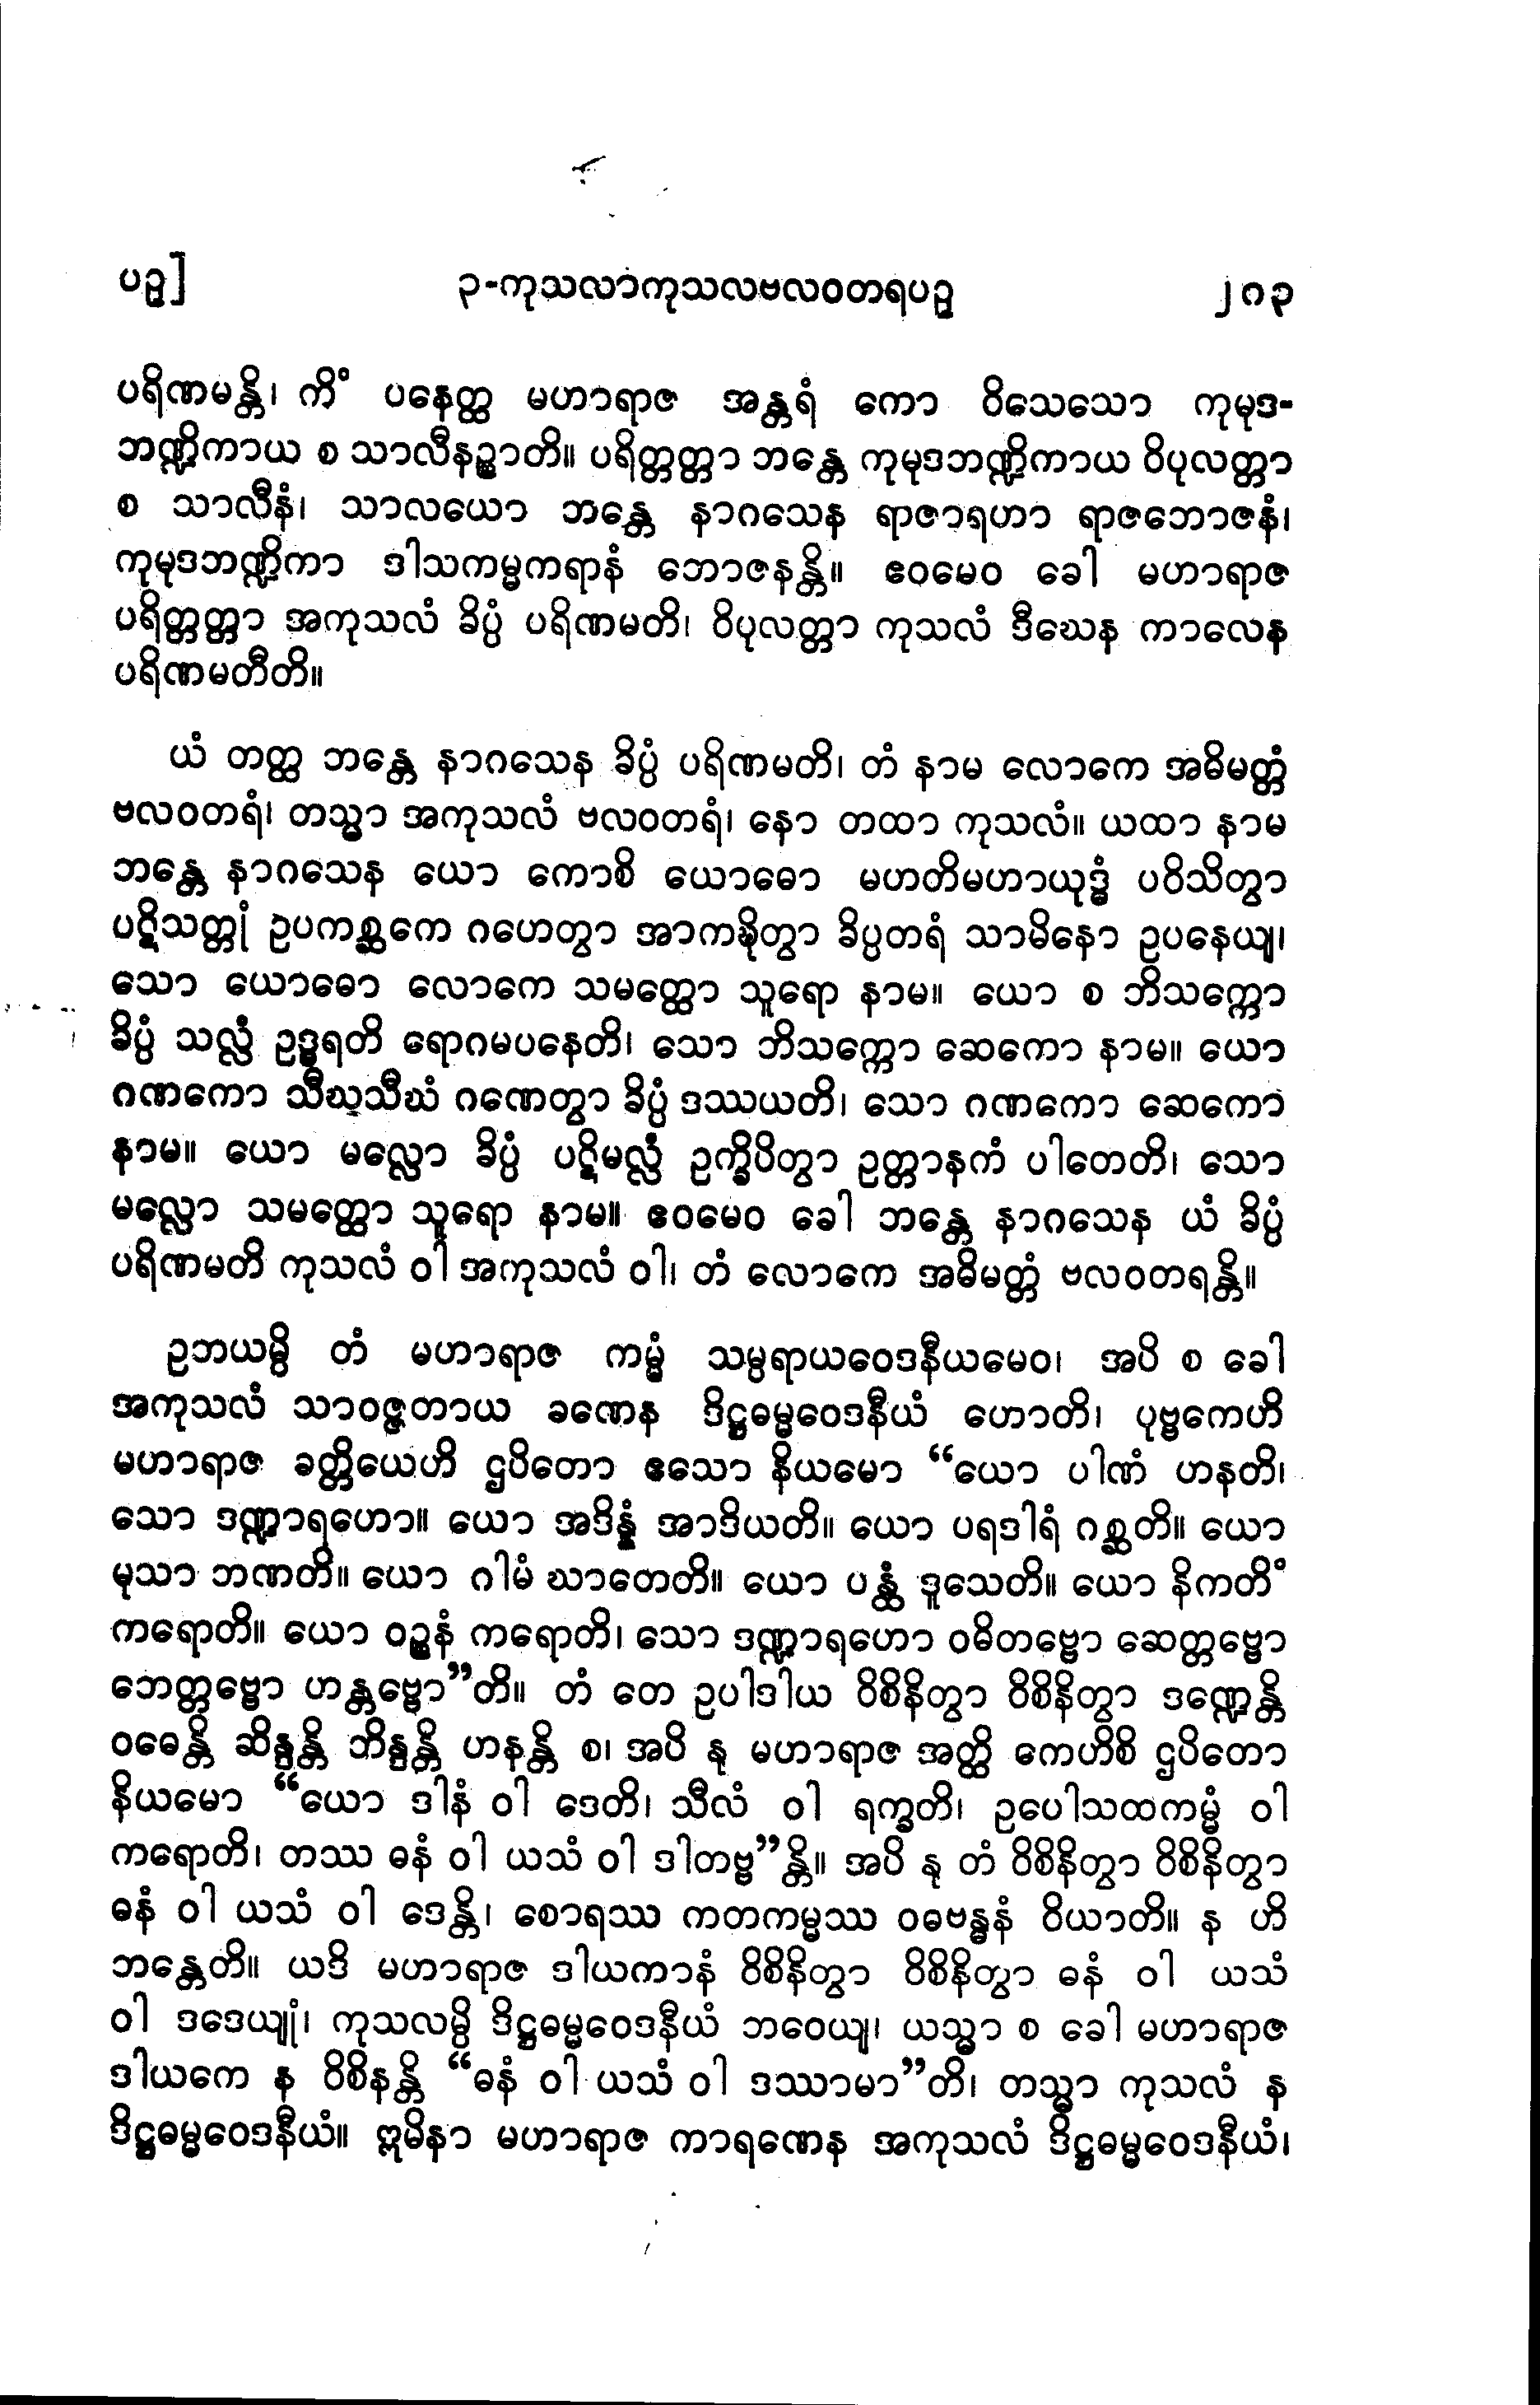 ပဥှ]
၃-ကုသလာကုသလဗလဝတရပဥှ
၂၈၃
ပရိဏမန္တိ၊ ကိံ ပနေတ္ထ မဟာရာဇ အန္တရံ ကော ဝိသေသော ကုမုဒ-
ဘဏ္ဍိကာယ စ သာလီနဉ္စာတိ။ ပရိတ္တတ္တာ ဘန္တေ ကုမုဒဘဏ္ဍိကာယ ဝိပုလတ္တာ
စ သာလီနံ၊ သာလယော ဘန္တေ နာဂသေန ရာဇာရဟာ ရာဇဘောဇနံ၊
ကုမုဒဘဏ္ဍိကာ ဒါသကမ္မကရာနံ ဘောဇနန္တိ။ ဧဝမေဝ ခေါ မဟာရာဇ
ပရိတ္တတ္တာ အကုသလံ ခိပ္ပံ ပရိဏမတိ၊ ဝိပုလတ္တာ ကုသလံ ဒီဃေန ကာလေန
ပရိဏမတီတိ။
ယံ တတ္ထ ဘန္တေ နာဂသေန ခိပ္ပံ ပရိဏမတိ၊ တံ နာမ လောကေ အဓိမတ္တံ
ဗလဝတရံ၊ တသ္မာ အကုသလံ ဗလဝတရံ၊ နော တထာ ကုသလံ။ ယထာ နာမ
ဘန္တေ နာဂသေန ယော ကောစိ ယောဓော မဟတိမဟာယုဒ္ဓံ ပဝိသိတွာ
ပဋိသတ္တုံ ဥပကစ္ဆကေ ဂဟေတွာ အာကဍ္ဎိတွာ ခိပ္ပတရံ သာမိနော ဥပနေယျ၊
သော ယောဓော လောကေ သမတ္ထော သူရော နာမ။ ယော စ ဘိသက္ကော
ခိပ္ပံ သလ္လံ ဥဒ္ဓရတိ ရောဂမပနေတိ၊ သော ဘိသက္ကော ဆေကော နာမ။ ယော
ဂဏကော သီဃသီဃံ ဂဏေတွာ ခိပ္ပံ ဒဿယတိ၊ သော ဂဏကော ဆေကော
နာမ။ ယော မလ္လော ခိပ္ပံ ပဋိမလ္လံ ဥက္ခိပိတွာ ဥတ္တာနကံ ပါတေတိ၊ သော
မလ္လော သမတ္ထော သူရော နာမ။ ဧဝမေဝ ခေါ ဘန္တေ နာဂသေန ယံ ခိပ္ပံ
ပရိဏမတိ ကုသလံ ဝါ အကုသလံ ဝါ၊ တံ လောကေ အဓိမတ္တံ ဗလဝတရန္တိ။
ဥဘယမ္ပိ တံ မဟာရာဇ ကမ္မံ သမ္ပရာယဝေဒနီယမေဝ၊ အပိ စ ခေါ
အကုသလံ သာဝဇ္ဇတာယ ခဏေန ဒိဋ္ဌဓမ္မဝေဒနီယံ ဟောတိ၊ ပုဗ္ဗကေဟိ
မဟာရာဇ ခတ္တိယေဟိ ဌပိတော ဧသော နိယမော “ယော ပါဏံ ဟနတိ၊
သော ဒဏ္ဍာရဟော။ ယော အဒိန္နံ အာဒိယတိ။ ယော ပရဒါရံ ဂစ္ဆတိ။ ယော
မုသာ ဘဏတိ။ ယော ဂါမံ ဃာတေတိ။ ယော ပန္ထံ ဒူသေတိ။ ယော နိကတိံ
ကရောတိ။ ယော ဝဉ္စနံ ကရောတိ၊ သော ဒဏ္ဍာရဟော ဝဓိတဗ္ဗော ဆေတ္တဗ္ဗော
ဘေတ္တဗ္ဗော ဟန္တဗ္ဗော”တိ။ တံ တေ ဥပါဒါယ ဝိစိနိတွာ ဝိစိနိတွာ ဒဏ္ဍေန္တိ
ဝဓေန္တိ ဆိန္ဒန္တိ ဘိန္ဒန္တိ ဟနန္တိ စ၊ အပိ နု မဟာရာဇ အတ္ထိ ကေဟိစိ ဌပိတော
နိယမော “ယော ဒါနံ ဝါ ဒေတိ၊ သီလံ ဝါ ရက္ခတိ၊ ဥပေါသထကမ္မံ ဝါ
ကရောတိ၊ တဿ ဓနံ ဝါ ယသံ ဝါ ဒါတဗ္ဗ”န္တိ။ အပိ နု တံ ဝိစိနိတွာ ဝိစိနိတွာ
ဓနံ ဝါ ယသံ ဝါ ဒေန္တိ၊ စောရဿ ကတကမ္မဿ ဝဓဗန္ဓနံ ဝိယာတိ။ န ဟိ
ဘန္တေတိ။ ယဒိ မဟာရာဇ ဒါယကာနံ ဝိစိနိတွာ ဝိစိနိတွာ ဓနံ ဝါ ယသံ
ဝါ ဒဒေယျုံ၊ ကုသလမ္ပိ ဒိဋ္ဌဓမ္မဝေဒနီယံ ဘဝေယျ၊ ယသ္မာ စ ခေါ မဟာရာဇ
ဒါယကေ န ဝိစိနန္တိ “ဓနံ ဝါ ယသံ ဝါ ဒဿာမာ”တိ၊ တသ္မာ ကုသလံ န
ဒိဋ္ဌဓမ္မဝေဒနီယံ။ ဣမိနာ မဟာရာဇ ကာရဏေန အကုသလံ ဒိဋ္ဌဓမ္မဝေဒနီယံ၊